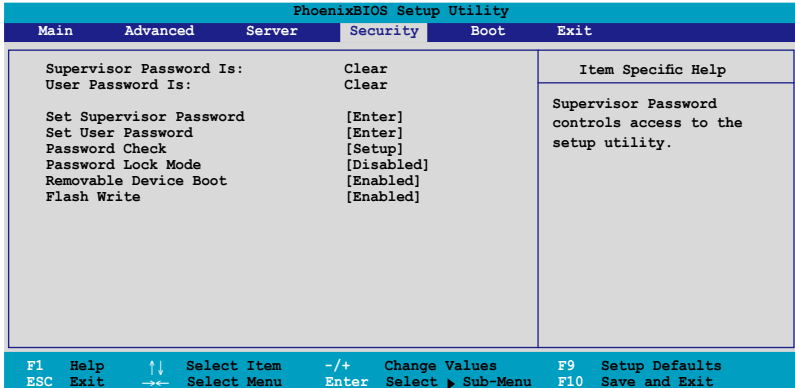 PhoenixBIOS Setup Utility
Main Advanced Server Security Boot Exit
Supervisor Password Is: Clear
User Password Is: Clear
Set Supervisor Password [Enter]
Set User Password [Enter]
Password Check [Setup]
Password Lock Mode [Disabled]
Removable Device Boot [Enabled]
Flash Write [Enabled]
Item Specific Help
Supervisor Password
controls access to the
setup utility.
F1 Help ↑↓ Select Item -/+ Change Values F9 Setup Defaults
ESC Exit →← Select Menu Enter Select ▶ Sub-Menu F10 Save and Exit